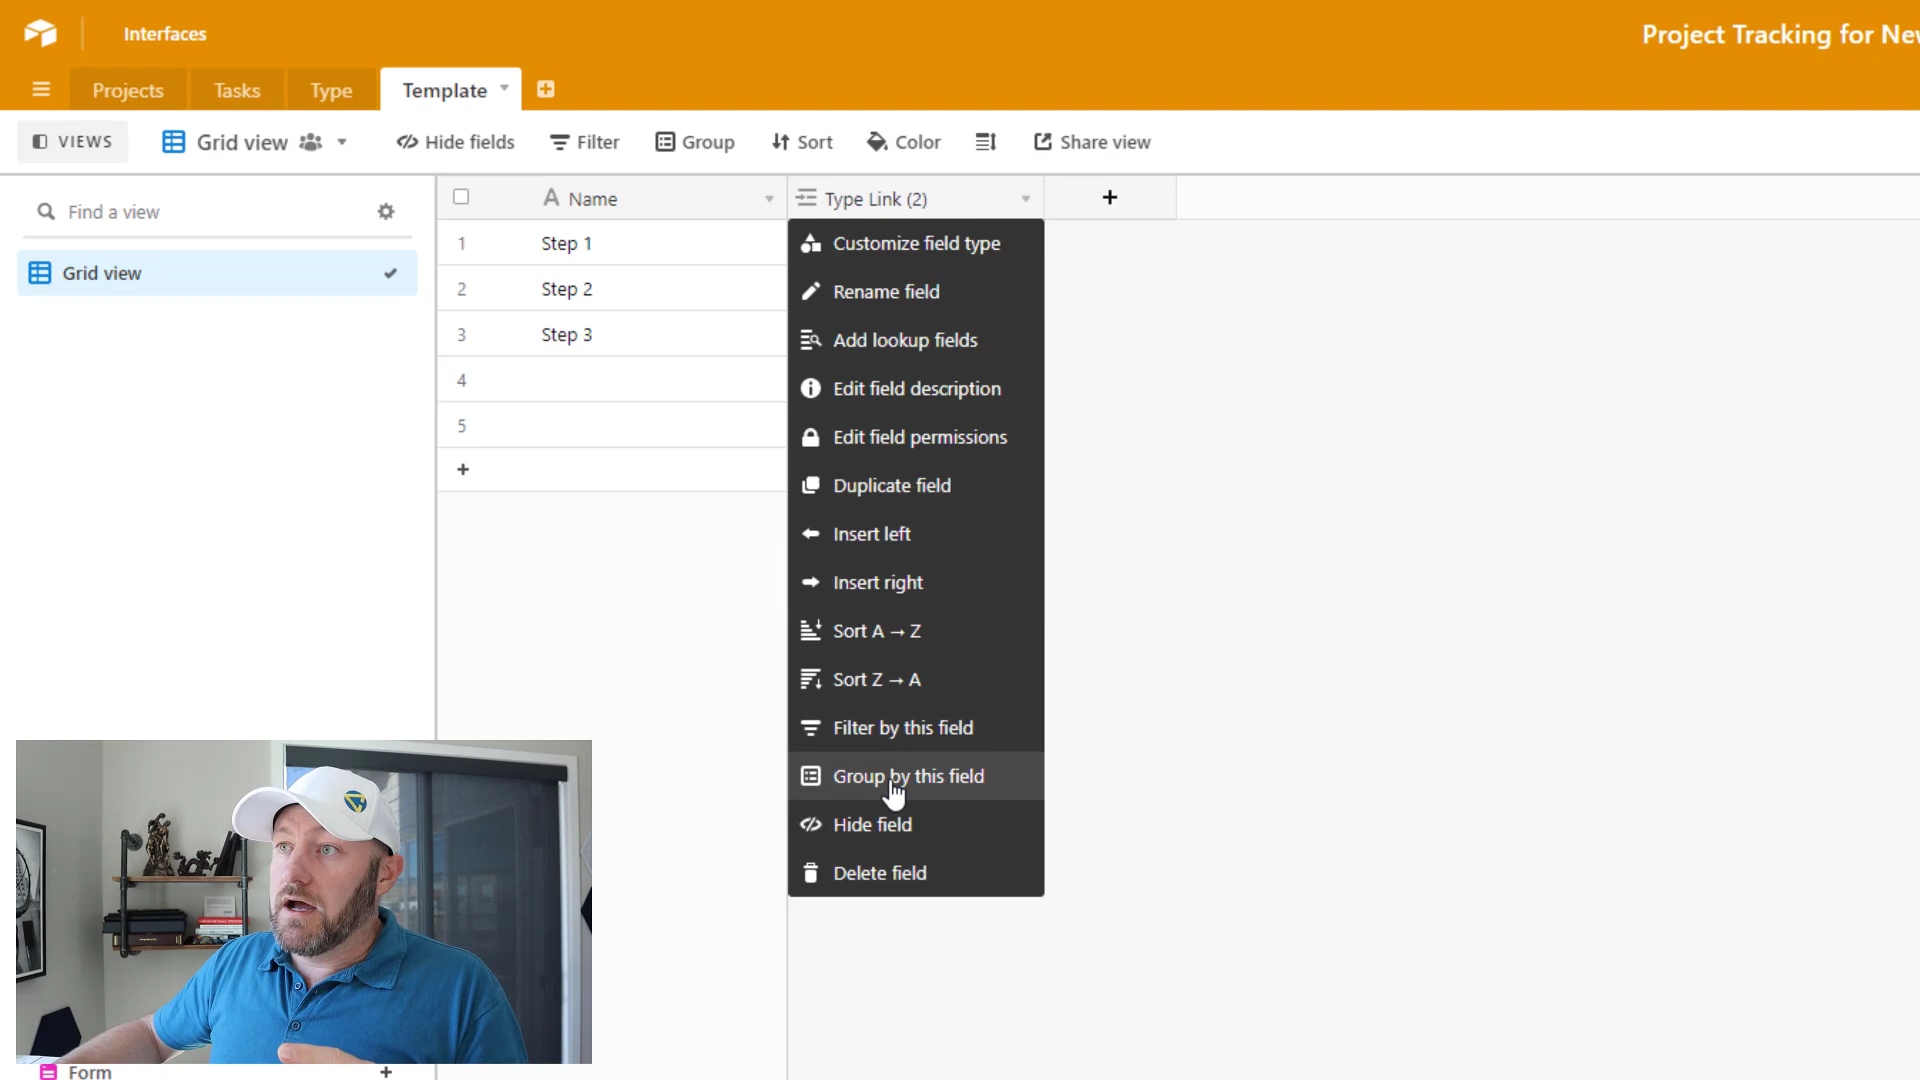 Interfaces
Project Tracking for Nev
Projects
Tasks
Type
Template
VIEWS
Grid view
Hide fields
Filter
Group
Sort
Color
Share view
Find a view
Grid view
A Name
Type Link (2)
+
1 Step 1
2 Step 2
3 Step 3
4
5
+
Customize field type
Rename field
Add lookup fields
Edit field description
Edit field permissions
Duplicate field
Insert left
Insert right
Sort A → Z
Sort Z → A
Filter by this field
Group by this field
Hide field
Delete field
Form +